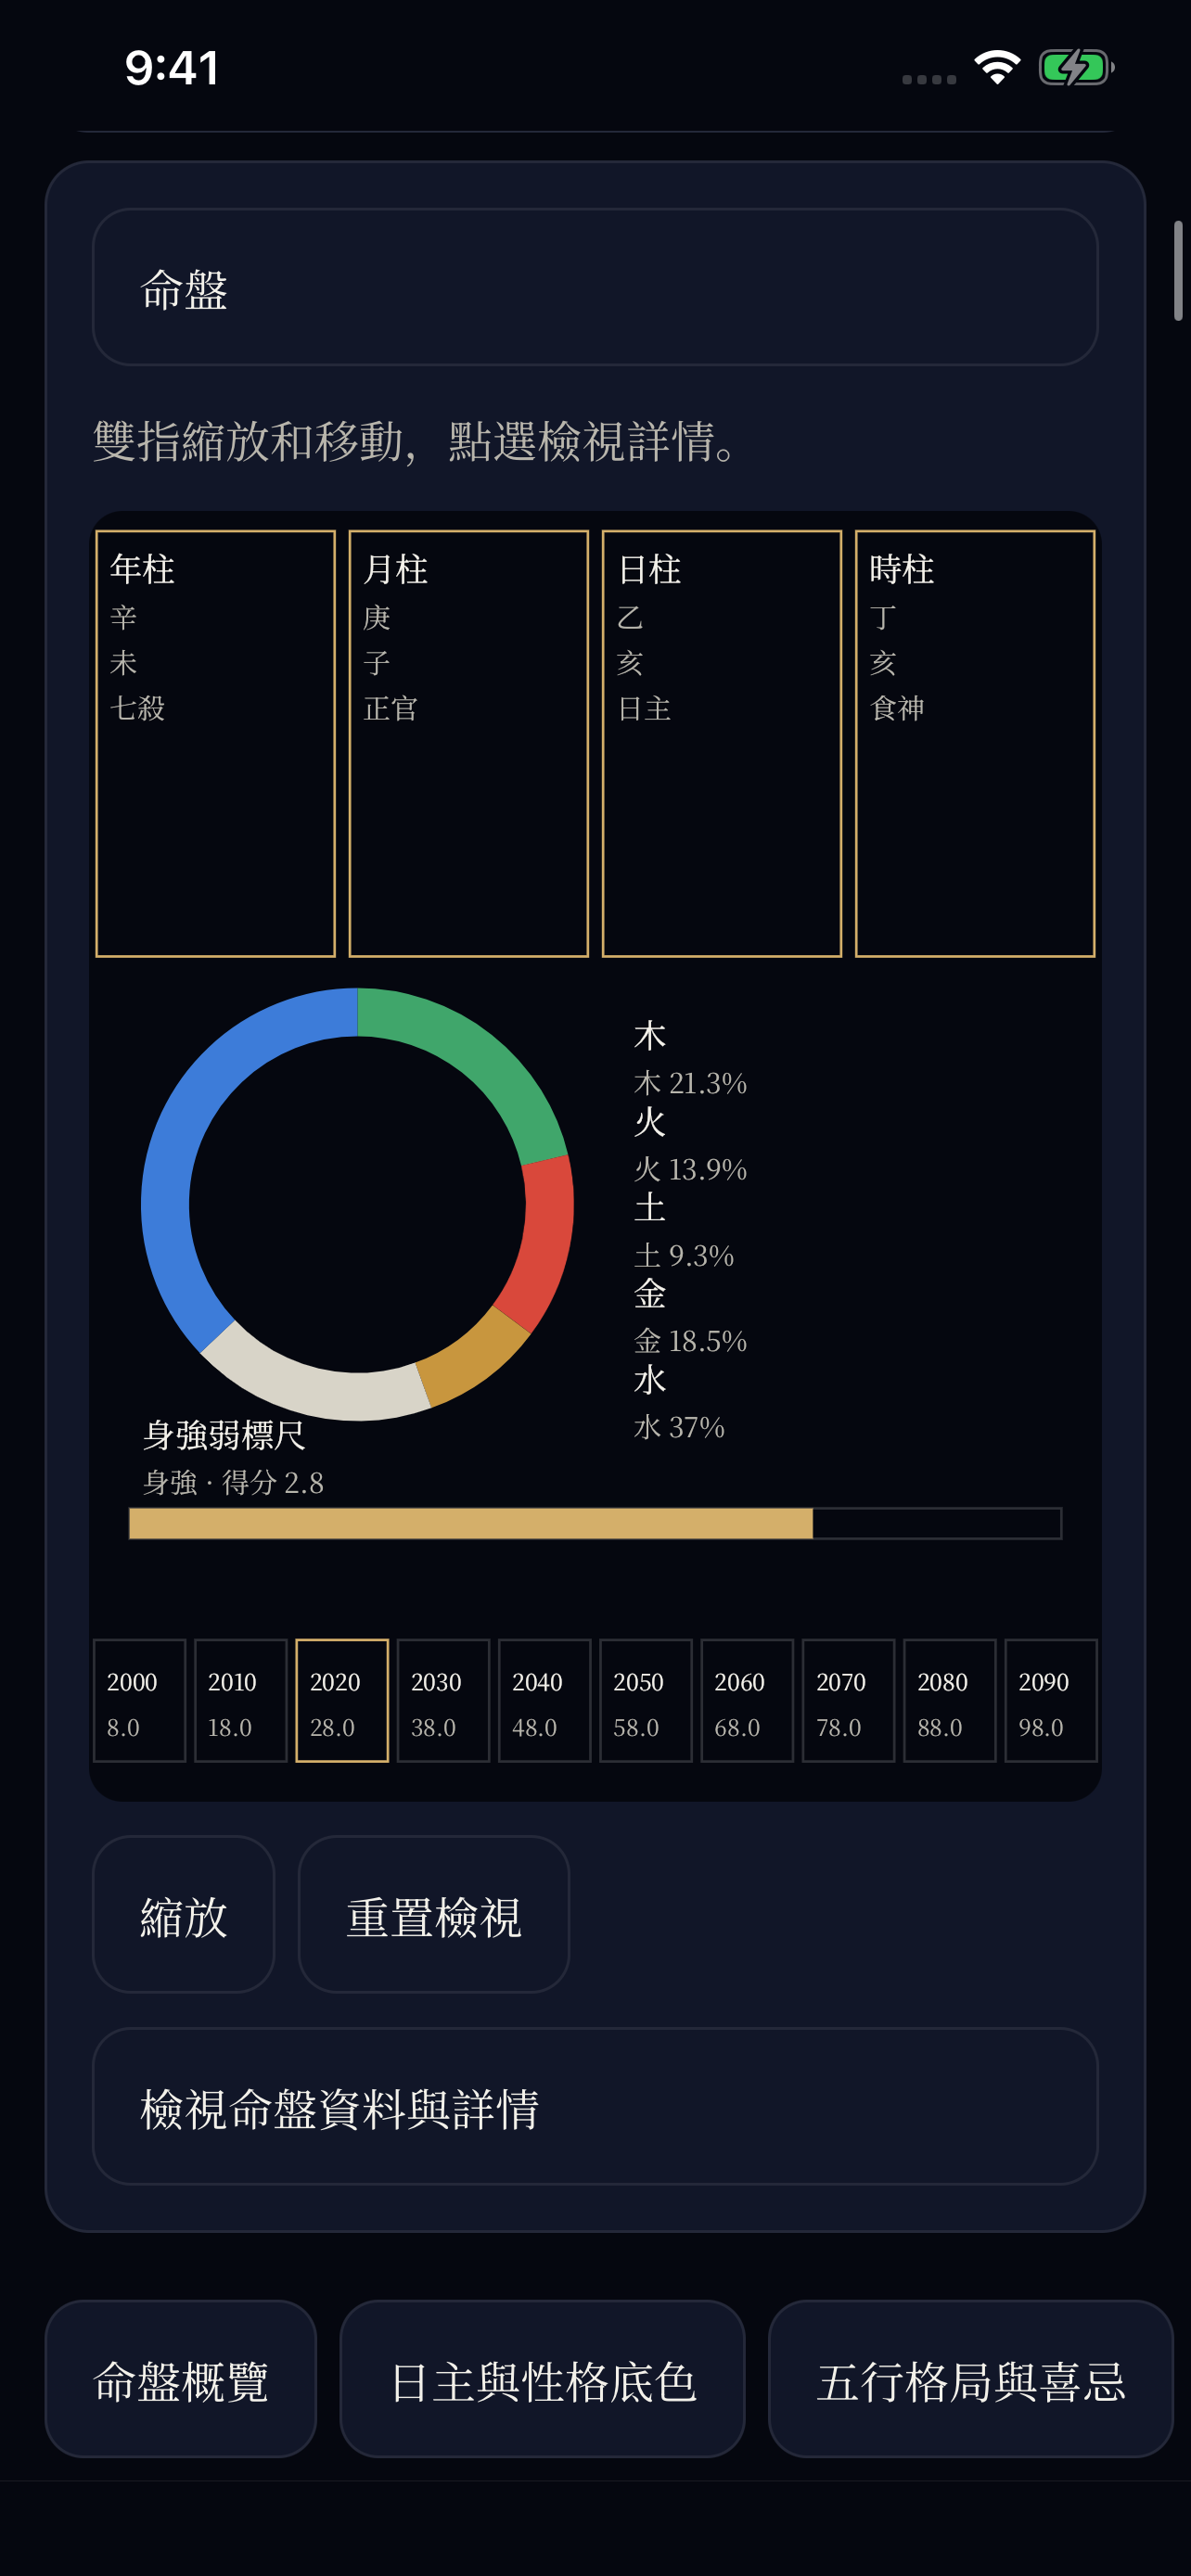 9:41
命盤
雙指縮放和移動，點選檢視詳情。
年柱
辛
未
七殺
月柱
庚
子
正官
日柱
乙
亥
日主
時柱
丁
亥
食神
木
木 21.3%
火
火 13.9%
土
土 9.3%
金
金 18.5%
水
水 37%
身強弱標尺
身強 · 得分 2.8
2000
8.0
2010
18.0
2020
28.0
2030
38.0
2040
48.0
2050
58.0
2060
68.0
2070
78.0
2080
88.0
2090
98.0
縮放
重置檢視
檢視命盤資料與詳情
命盤概覽
日主與性格底色
五行格局與喜忌